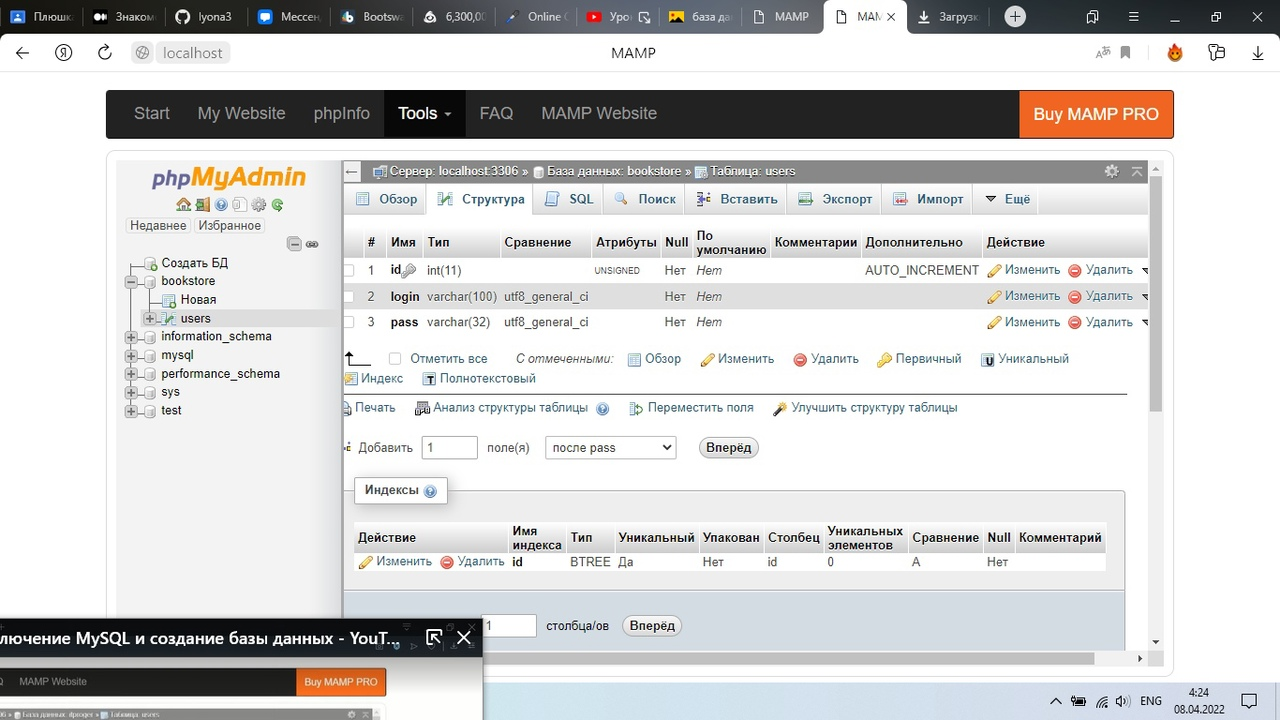 Плюшк
Знаком
lyona3
Мессен
Bootswa
6,300,0
Online
Уро
база да
MAMP
MAM
Загрузк
Я localhost MAMP
Start My Website phpInfo Tools FAQ MAMP Website Buy MAMP PRO
phpMyAdmin
Недавнее Избранное
Создать БД
bookstore
Новая
users
information_schema
mysql
performance_schema
sys
test
Сервер: localhost:3306 » База данных: bookstore » Таблица: users
Обзор Структура SQL Поиск Вставить Экспорт Импорт Ещё
# Имя Тип Сравнение Атрибуты Null По умолчанию Комментарии Дополнительно Действие
1 id int(11) UNSIGNED Нет Нет AUTO_INCREMENT Изменить Удалить
2 login varchar(100) utf8_general_ci Нет Нет Изменить Удалить
3 pass varchar(32) utf8_general_ci Нет Нет Изменить Удалить
Отметить все С отмеченными: Обзор Изменить Удалить Первичный Уникальный
Индекс Полнотекстовый
Печать Анализ структуры таблицы Переместить поля Улучшить структуру таблицы
Добавить 1 поле(я) после pass Вперёд
Индексы
Действие Имя индекса Тип Уникальный Упакован Столбец Уникальных элементов Сравнение Null Комментарий
Изменить Удалить id BTREE Да Нет id 0 A Нет
1 столбца/ов Вперёд
лючение MySQL и создание базы данных - YouT...
MAMP Website Buy MAMP PRO
Таблица: users
ENG
4:24
08.04.2022